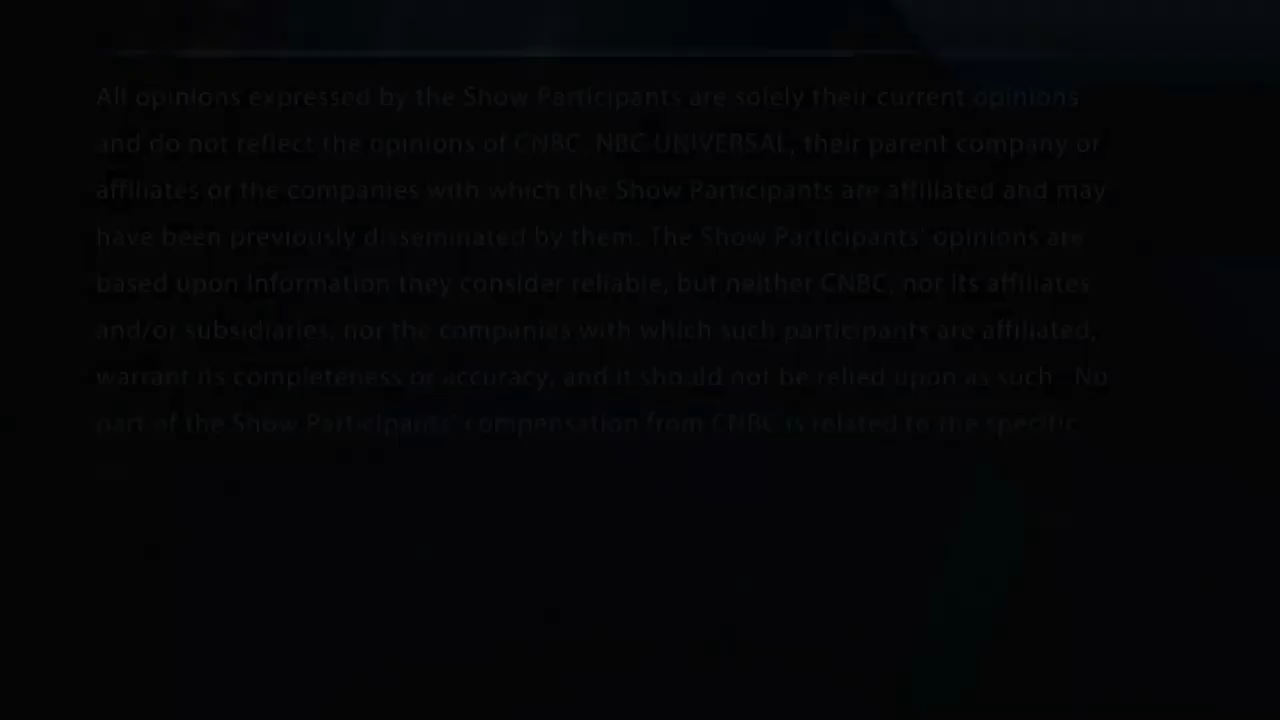 All opinions expressed by the Show Participants are solely their current opinions
and do not reflect the opinions of CNBC, NBC UNIVERSAL, their parent company or
affiliates or the companies with which the Show Participants are affiliated and may
have been previously disseminated by them. The Show Participants' opinions are
based upon information they consider reliable, but neither CNBC, nor its affiliates
and/or subsidiaries, nor the companies with which such participants are affiliated,
warrant its completeness or accuracy, and it should not be relied upon as such. No
part of the Show Participants' compensation from CNBC is related to the specific